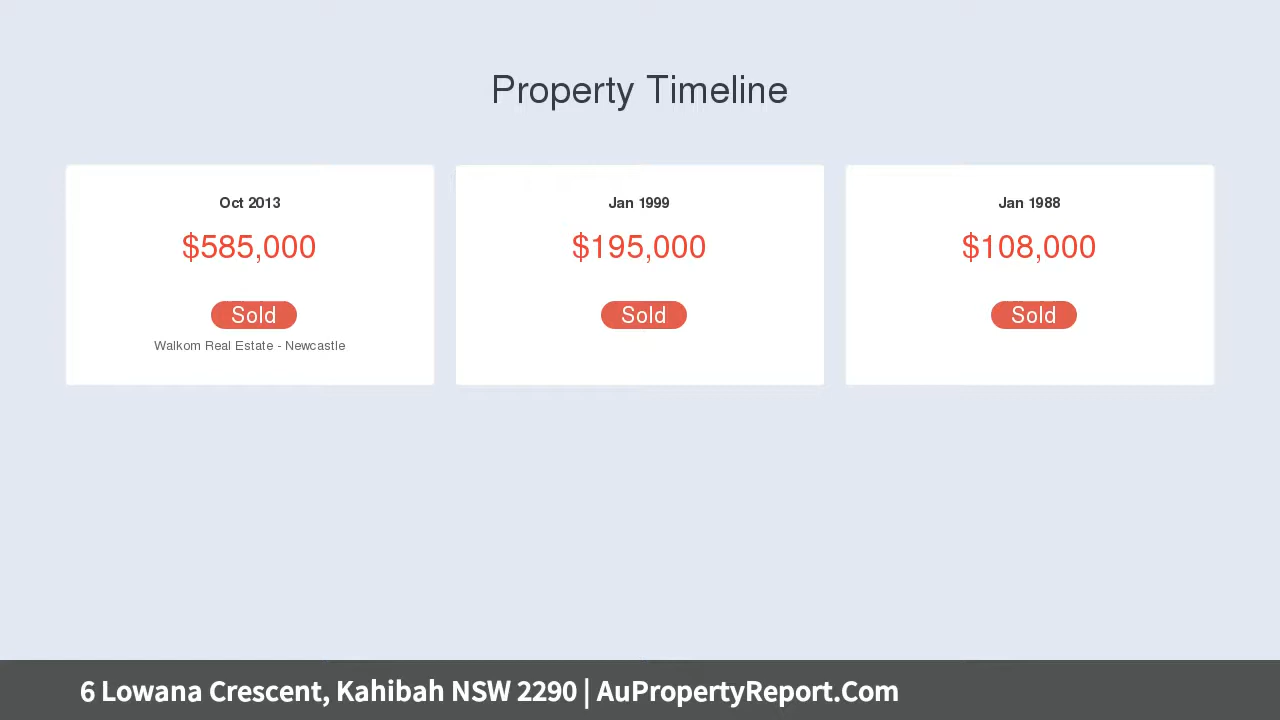 Property Timeline
Oct 2013
$585,000
Sold
Walkom Real Estate - Newcastle
Jan 1999
$195,000
Sold
Jan 1988
$108,000
Sold
6 Lowana Crescent, Kahibah NSW 2290 | AuPropertyReport.Com